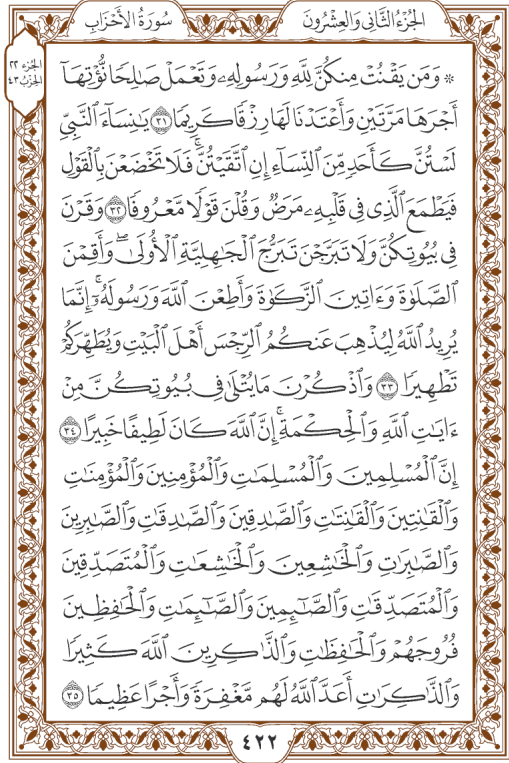 الجزء الثاني والعشرون
سورة الأحزاب
الجزء ٢٢
الحزب ٤٣
۞ وَمَن يَقْنُتْ مِنكُنَّ لِلَّهِ وَرَسُولِهِۦ وَتَعْمَلْ صَٰلِحًا نُّؤْتِهَآ
أَجْرَهَا مَرَّتَيْنِ وَأَعْتَدْنَا لَهَا رِزْقًا كَرِيمًا ٣١ يَٰنِسَآءَ ٱلنَّبِيِّ
لَسْتُنَّ كَأَحَدٍ مِّنَ ٱلنِّسَآءِ إِنِ ٱتَّقَيْتُنَّۚ فَلَا تَخْضَعْنَ بِٱلْقَوْلِ
فَيَطْمَعَ ٱلَّذِي فِي قَلْبِهِۦ مَرَضٌ وَقُلْنَ قَوْلًا مَّعْرُوفًا ٣٢ وَقَرْنَ
فِي بُيُوتِكُنَّ وَلَا تَبَرَّجْنَ تَبَرُّجَ ٱلْجَٰهِلِيَّةِ ٱلْأُولَىٰۖ وَأَقِمْنَ
ٱلصَّلَوٰةَ وَءَاتِينَ ٱلزَّكَوٰةَ وَأَطِعْنَ ٱللَّهَ وَرَسُولَهُۥٓۚ إِنَّمَا
يُرِيدُ ٱللَّهُ لِيُذْهِبَ عَنكُمُ ٱلرِّجْسَ أَهْلَ ٱلْبَيْتِ وَيُطَهِّرَكُمْ
تَطْهِيرًا ٣٣ وَٱذْكُرْنَ مَا يُتْلَىٰ فِي بُيُوتِكُنَّ مِنْ
ءَايَٰتِ ٱللَّهِ وَٱلْحِكْمَةِۚ إِنَّ ٱللَّهَ كَانَ لَطِيفًا خَبِيرًا ٣٤
إِنَّ ٱلْمُسْلِمِينَ وَٱلْمُسْلِمَٰتِ وَٱلْمُؤْمِنِينَ وَٱلْمُؤْمِنَٰتِ
وَٱلْقَٰنِتِينَ وَٱلْقَٰنِتَٰتِ وَٱلصَّٰدِقِينَ وَٱلصَّٰدِقَٰتِ وَٱلصَّٰبِرِينَ
وَٱلصَّٰبِرَٰتِ وَٱلْخَٰشِعِينَ وَٱلْخَٰشِعَٰتِ وَٱلْمُتَصَدِّقِينَ
وَٱلْمُتَصَدِّقَٰتِ وَٱلصَّٰٓئِمِينَ وَٱلصَّٰٓئِمَٰتِ وَٱلْحَٰفِظِينَ
فُرُوجَهُمْ وَٱلْحَٰفِظَٰتِ وَٱلذَّٰكِرِينَ ٱللَّهَ كَثِيرًا
وَٱلذَّٰكِرَٰتِ أَعَدَّ ٱللَّهُ لَهُم مَّغْفِرَةً وَأَجْرًا عَظِيمًا ٣٥
٤٢٢